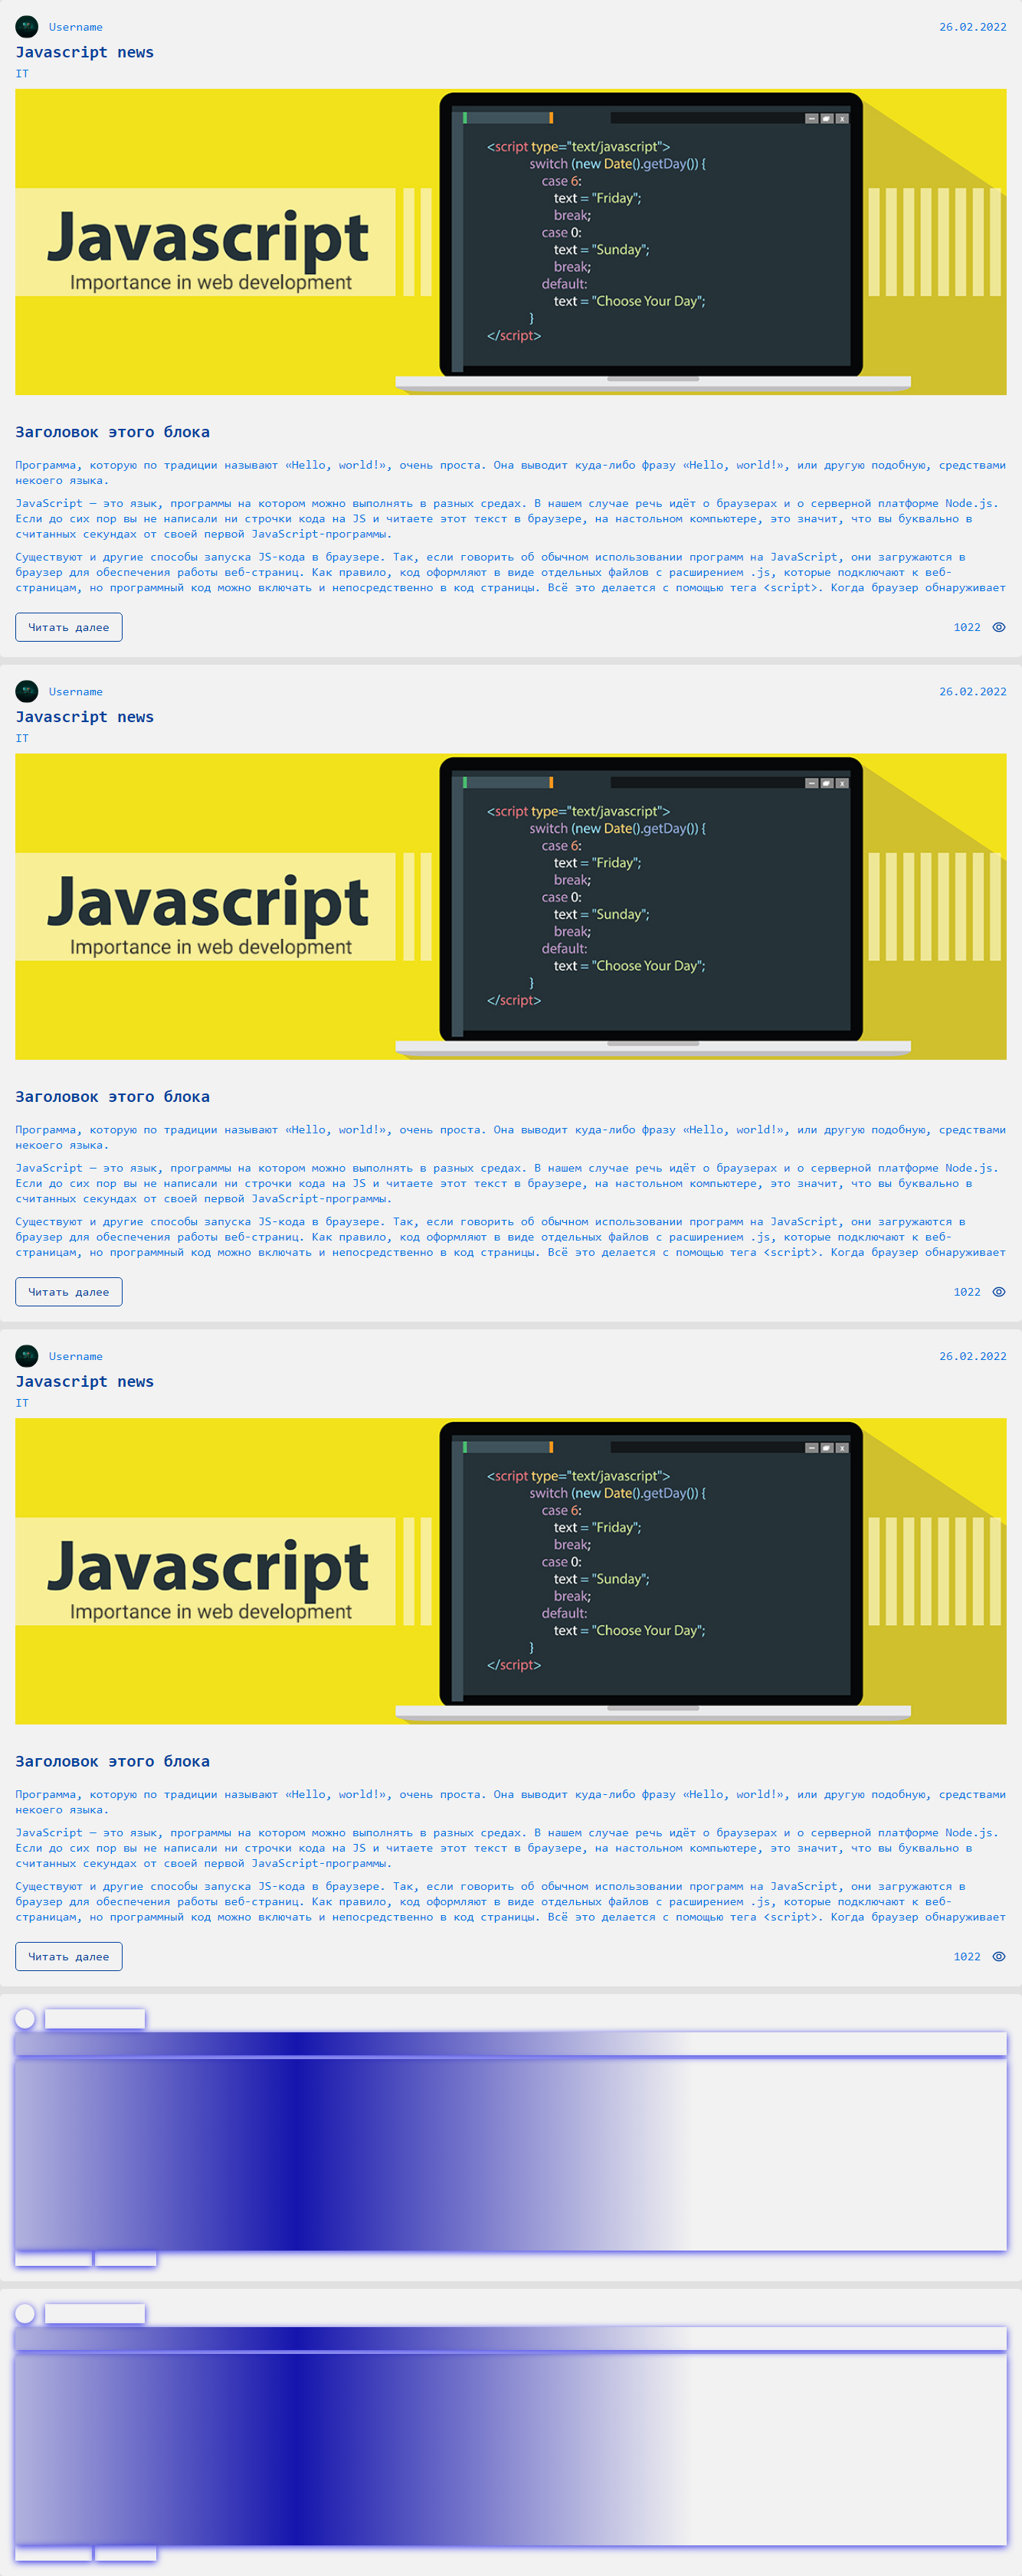 Username
26.02.2022
Javascript news
IT
<script type="text/javascript">
switch (new Date().getDay()) {
case 6:
text = "Friday";
break;
case 0:
text = "Sunday";
break;
default:
text = "Choose Your Day";
}
</script>
Javascript
Importance in web development
Заголовок этого блока
Программа, которую по традиции называют «Hello, world!», очень проста. Она выводит куда-либо фразу «Hello, world!», или другую подобную, средствами
некоего языка.
JavaScript — это язык, программы на котором можно выполнять в разных средах. В нашем случае речь идёт о браузерах и о серверной платформе Node.js.
Если до сих пор вы не написали ни строчки кода на JS и читаете этот текст в браузере, на настольном компьютере, это значит, что вы буквально в
считанных секундах от своей первой JavaScript-программы.
Существуют и другие способы запуска JS-кода в браузере. Так, если говорить об обычном использовании программ на JavaScript, они загружаются в
браузер для обеспечения работы веб-страниц. Как правило, код оформляют в виде отдельных файлов с расширением .js, которые подключают к веб-
страницам, но программный код можно включать и непосредственно в код страницы. Всё это делается с помощью тега <script>. Когда браузер обнаруживает
Читать далее
1022
Username
26.02.2022
Javascript news
IT
<script type="text/javascript">
switch (new Date().getDay()) {
case 6:
text = "Friday";
break;
case 0:
text = "Sunday";
break;
default:
text = "Choose Your Day";
}
</script>
Javascript
Importance in web development
Заголовок этого блока
Программа, которую по традиции называют «Hello, world!», очень проста. Она выводит куда-либо фразу «Hello, world!», или другую подобную, средствами
некоего языка.
JavaScript — это язык, программы на котором можно выполнять в разных средах. В нашем случае речь идёт о браузерах и о серверной платформе Node.js.
Если до сих пор вы не написали ни строчки кода на JS и читаете этот текст в браузере, на настольном компьютере, это значит, что вы буквально в
считанных секундах от своей первой JavaScript-программы.
Существуют и другие способы запуска JS-кода в браузере. Так, если говорить об обычном использовании программ на JavaScript, они загружаются в
браузер для обеспечения работы веб-страниц. Как правило, код оформляют в виде отдельных файлов с расширением .js, которые подключают к веб-
страницам, но программный код можно включать и непосредственно в код страницы. Всё это делается с помощью тега <script>. Когда браузер обнаруживает
Читать далее
1022
Username
26.02.2022
Javascript news
IT
<script type="text/javascript">
switch (new Date().getDay()) {
case 6:
text = "Friday";
break;
case 0:
text = "Sunday";
break;
default:
text = "Choose Your Day";
}
</script>
Javascript
Importance in web development
Заголовок этого блока
Программа, которую по традиции называют «Hello, world!», очень проста. Она выводит куда-либо фразу «Hello, world!», или другую подобную, средствами
некоего языка.
JavaScript — это язык, программы на котором можно выполнять в разных средах. В нашем случае речь идёт о браузерах и о серверной платформе Node.js.
Если до сих пор вы не написали ни строчки кода на JS и читаете этот текст в браузере, на настольном компьютере, это значит, что вы буквально в
считанных секундах от своей первой JavaScript-программы.
Существуют и другие способы запуска JS-кода в браузере. Так, если говорить об обычном использовании программ на JavaScript, они загружаются в
браузер для обеспечения работы веб-страниц. Как правило, код оформляют в виде отдельных файлов с расширением .js, которые подключают к веб-
страницам, но программный код можно включать и непосредственно в код страницы. Всё это делается с помощью тега <script>. Когда браузер обнаруживает
Читать далее
1022